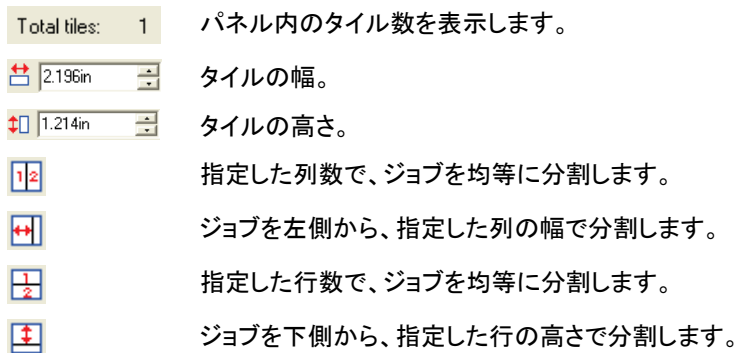 Total tiles: 1 パネル内のタイル数を表示します。
2.196in タイルの幅。
1.214in タイルの高さ。
1 2 指定した列数で、ジョブを均等に分割します。
ジョブを左側から、指定した列の幅で分割します。
1 2 指定した行数で、ジョブを均等に分割します。
ジョブを下側から、指定した行の高さで分割します。